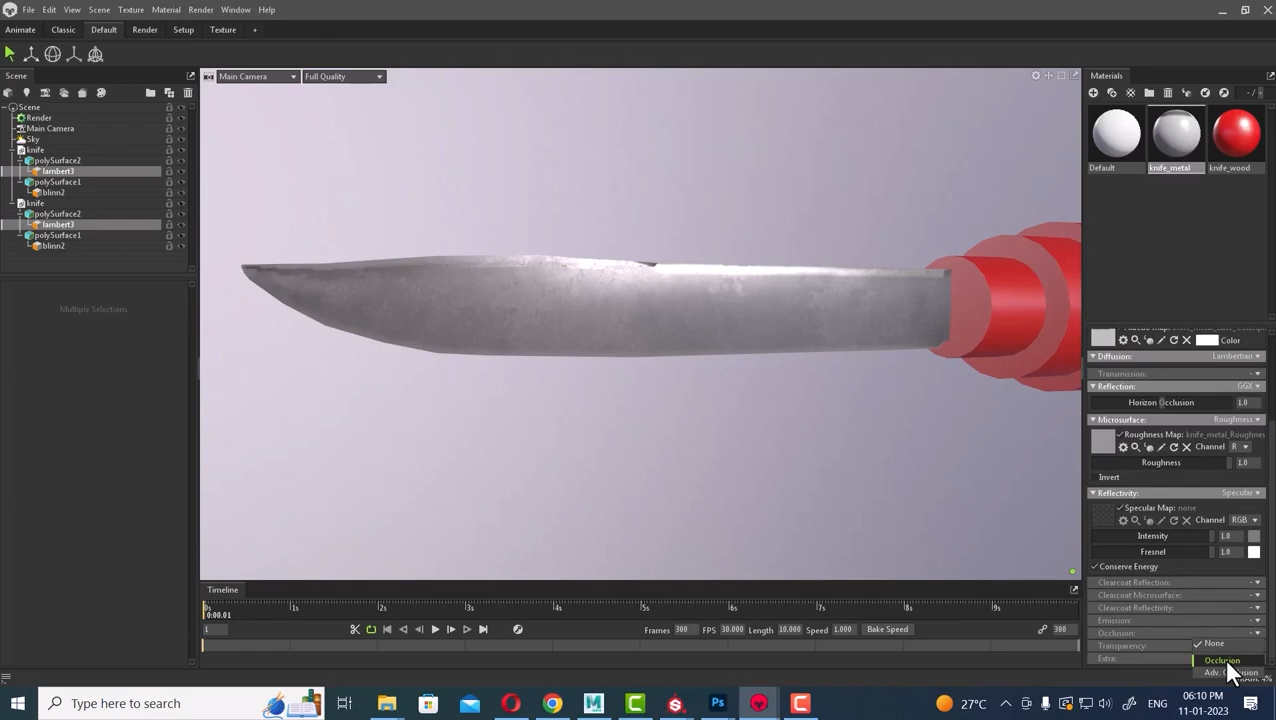 File Edit View Scene Texture Material Render Window Help
Animate Classic Default Render Setup Texture +
Scene
Main Camera Full Quality
Materials
Scene
Render
Main Camera
Sky
knife
polySurface2
lambert3
polySurface1
blinn2
knife
polySurface2
lambert3
polySurface1
blinn2
Multiple Selections
- / -
Default knife_metal knife_wood
Color
Diffusion: Lambertian
Transmission: -
Reflection: GGX
Horizon Occlusion 1.0
Microsurface: Roughness
Roughness Map: knife_metal_Roughnes
Channel R
Roughness 1.0
Invert
Reflectivity: Specular
Specular Map: none
Channel RGB
Intensity 1.0
Fresnel 1.0
Conserve Energy
Clearcoat Reflection: -
Clearcoat Microsurface: -
Clearcoat Reflectivity: -
Emission: -
Occlusion: -
Transparency: None
Extra: Occlusion
Timeline
0s 1s 2s 3s 4s 5s 6s 7s 8s 9s
0:00.01
1 Frames 300 FPS 30.000 Length 10.000 Speed 1.000 Bake Speed 300
Type here to search
27°C ENG 06:10 PM 11-01-2023